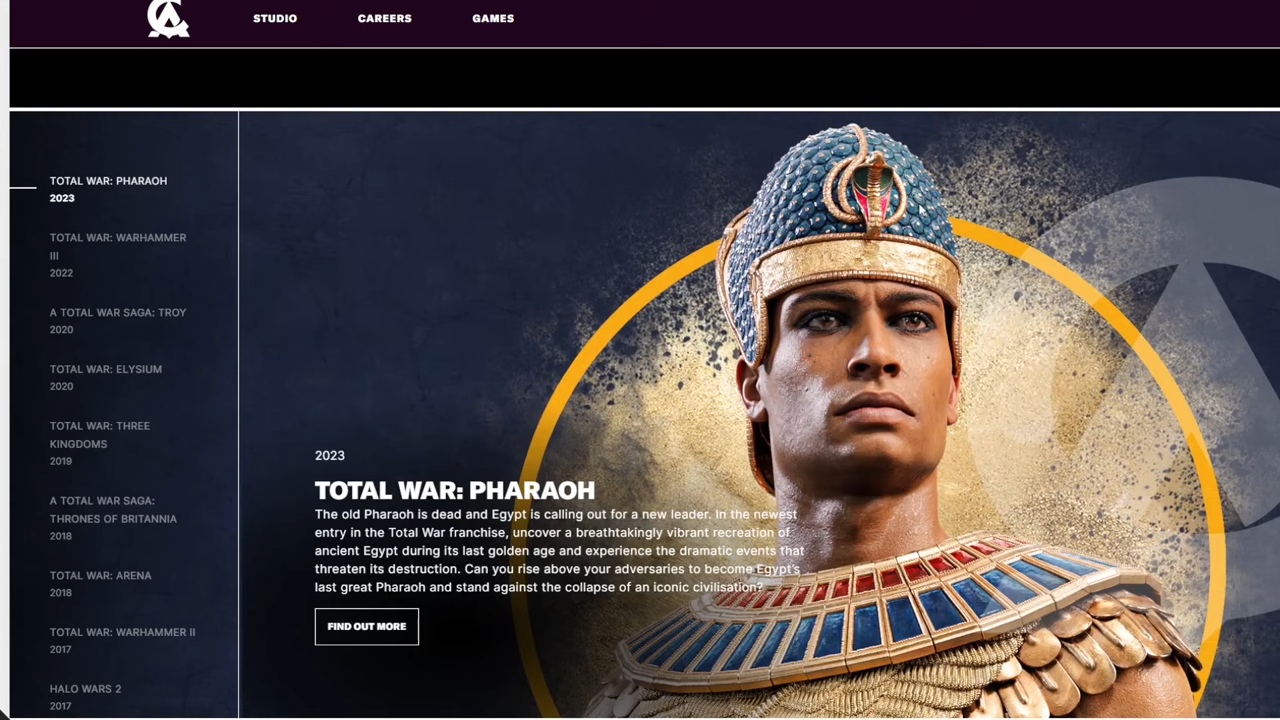 STUDIO
CAREERS
GAMES
TOTAL WAR: PHARAOH
2023
TOTAL WAR: WARHAMMER
III
2022
A TOTAL WAR SAGA: TROY
2020
TOTAL WAR: ELYSIUM
2020
TOTAL WAR: THREE
KINGDOMS
2019
A TOTAL WAR SAGA:
THRONES OF BRITANNIA
2018
TOTAL WAR: ARENA
2018
TOTAL WAR: WARHAMMER II
2017
HALO WARS 2
2017
2023
TOTAL WAR: PHARAOH
The old Pharaoh is dead and Egypt is calling out for a new leader. In the newest
entry in the Total War franchise, uncover a breathtakingly vibrant recreation of
ancient Egypt during its last golden age and experience the dramatic events that
threaten its destruction. Can you rise above your adversaries to become Egypt's
last great Pharaoh and stand against the collapse of an iconic civilisation?
FIND OUT MORE